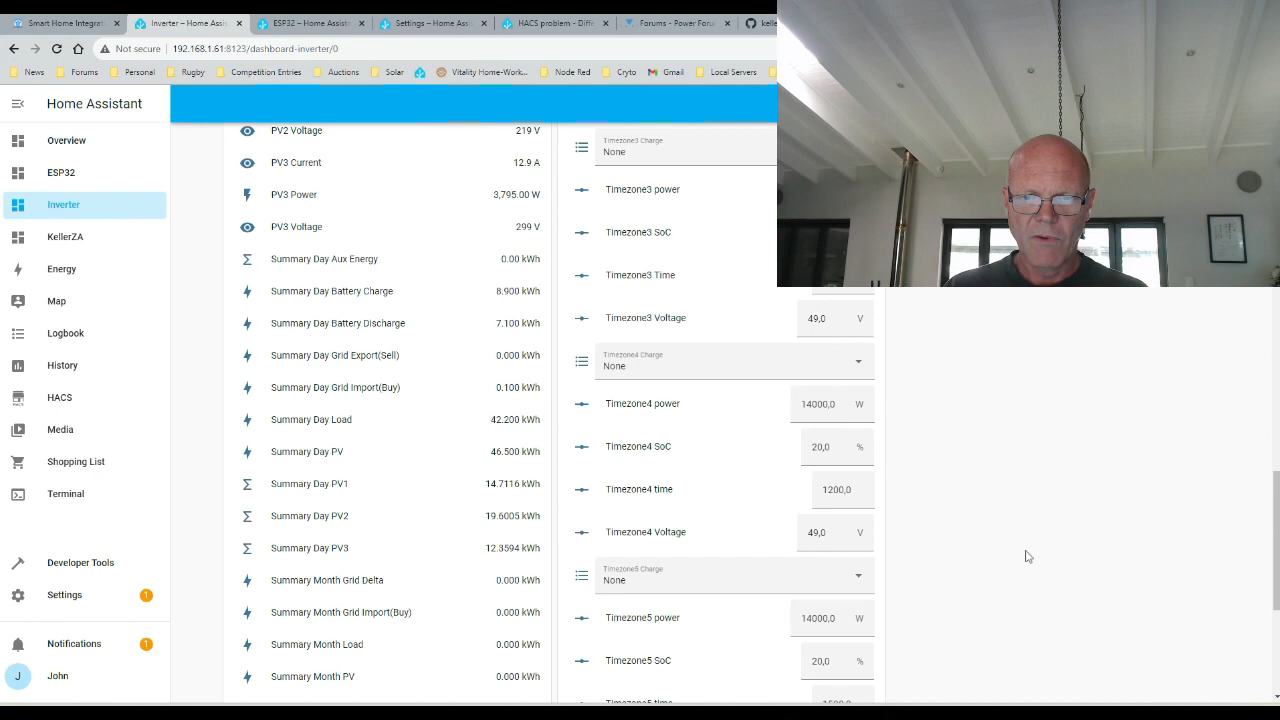 Smart Home Integrat
Inverter – Home Assis
ESP32 – Home Assista
Settings – Home Assi
HACS problem - Diffe
Forums - Power Foru
kelle
Not secure
192.168.1.61:8123/dashboard-inverter/0
News
Forums
Personal
Rugby
Competition Entries
Auctions
Solar
Vitality Home-Work...
Node Red
Cryto
Gmail
Local Servers
Home Assistant
Overview
ESP32
Inverter
KellerZA
Energy
Map
Logbook
History
HACS
Media
Shopping List
Terminal
Developer Tools
Settings
1
Notifications
1
J
John
PV2 Voltage 219 V
PV3 Current 12.9 A
PV3 Power 3,795.00 W
PV3 Voltage 299 V
Summary Day Aux Energy 0.00 kWh
Summary Day Battery Charge 8.900 kWh
Summary Day Battery Discharge 7.100 kWh
Summary Day Grid Export(Sell) 0.000 kWh
Summary Day Grid Import(Buy) 0.100 kWh
Summary Day Load 42.200 kWh
Summary Day PV 46.500 kWh
Summary Day PV1 14.7116 kWh
Summary Day PV2 19.6005 kWh
Summary Day PV3 12.3594 kWh
Summary Month Grid Delta 0.000 kWh
Summary Month Grid Import(Buy) 0.000 kWh
Summary Month Load 0.000 kWh
Summary Month PV 0.000 kWh
Timezone3 Charge
None
Timezone3 power
Timezone3 SoC
Timezone3 Time
Timezone3 Voltage 49,0 V
Timezone4 Charge
None
Timezone4 power 14000,0 W
Timezone4 SoC 20,0 %
Timezone4 time 1200,0
Timezone4 Voltage 49,0 V
Timezone5 Charge
None
Timezone5 power 14000,0 W
Timezone5 SoC 20,0 %
Timezone5 time 1500,0